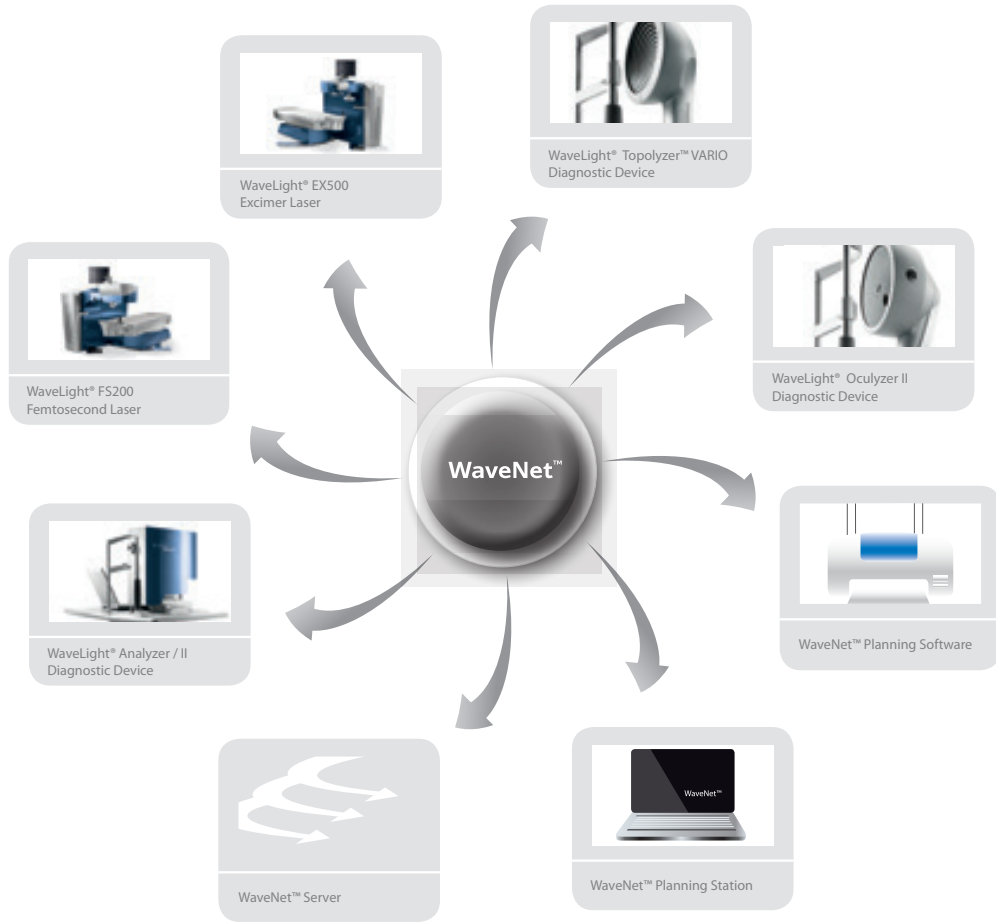 WaveLight® EX500
Excimer Laser
WaveLight® Topolyzer™ VARIO
Diagnostic Device
WaveLight® FS200
Femtosecond Laser
WaveLight® Oculyzer II
Diagnostic Device
WaveNet™
WaveLight® Analyzer / II
Diagnostic Device
WaveNet™ Planning Software
WaveNet™ Server
WaveNet™
WaveNet™ Planning Station